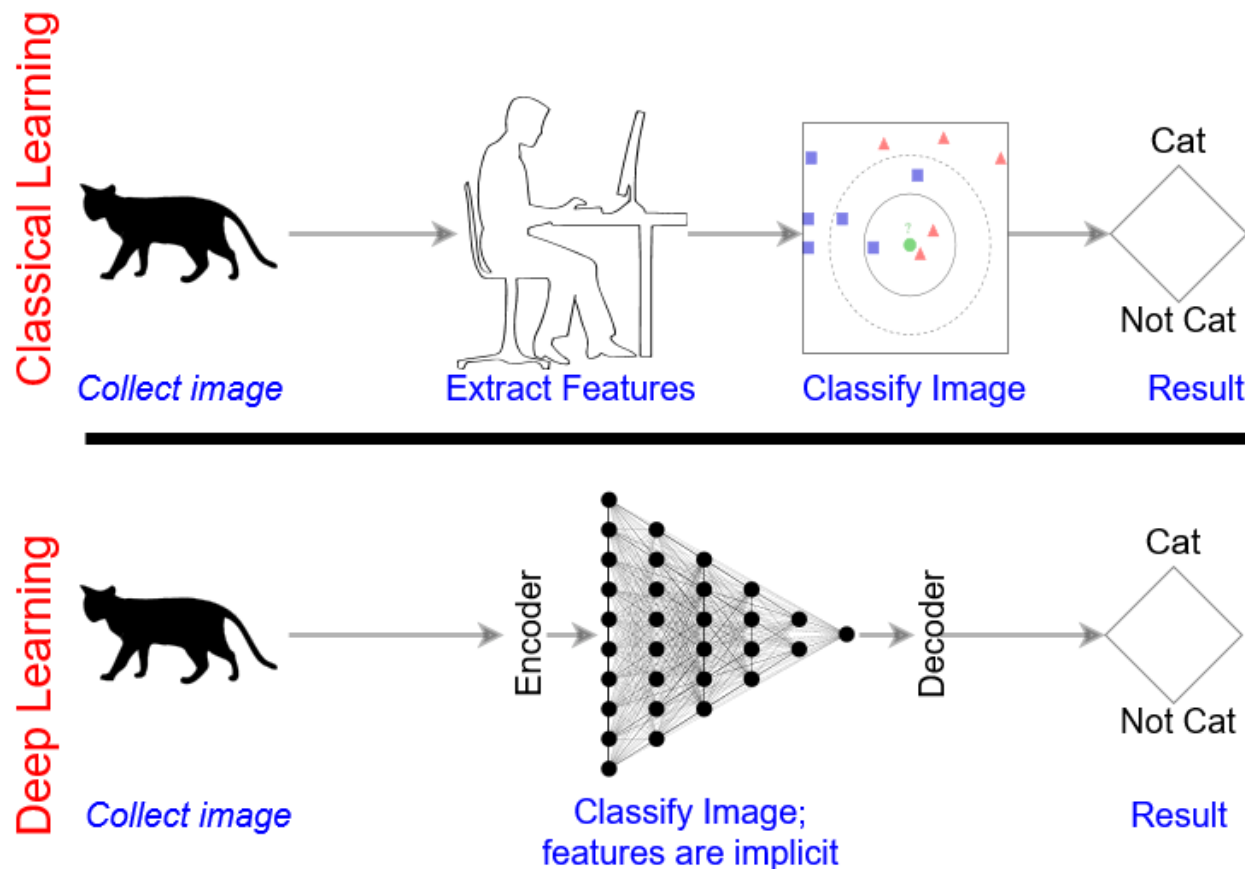 Classical Learning
Cat
?
Not Cat
Collect image
Extract Features
Classify Image
Result
Deep Learning
Encoder
Decoder
Cat
Not Cat
Collect image
Classify Image;
features are implicit
Result